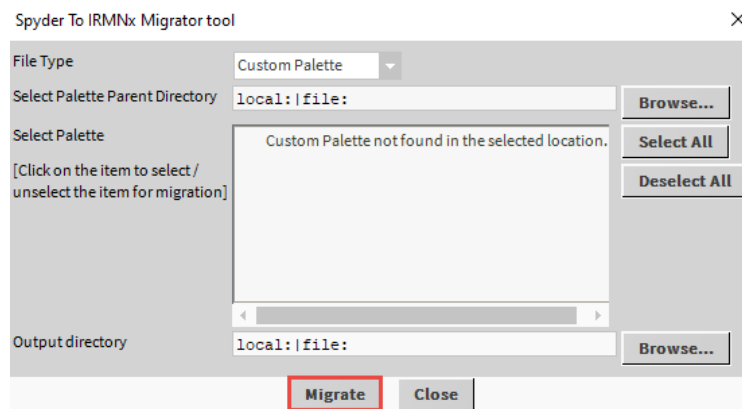 Spyder To IRMNx Migrator tool
File Type
Custom Palette
Select Palette Parent Directory
local:|file:
Browse...
Select Palette
Custom Palette not found in the selected location.
Select All
[Click on the item to select /
unselect the item for migration]
Deselect All
Output directory
local:|file:
Browse...
Migrate
Close